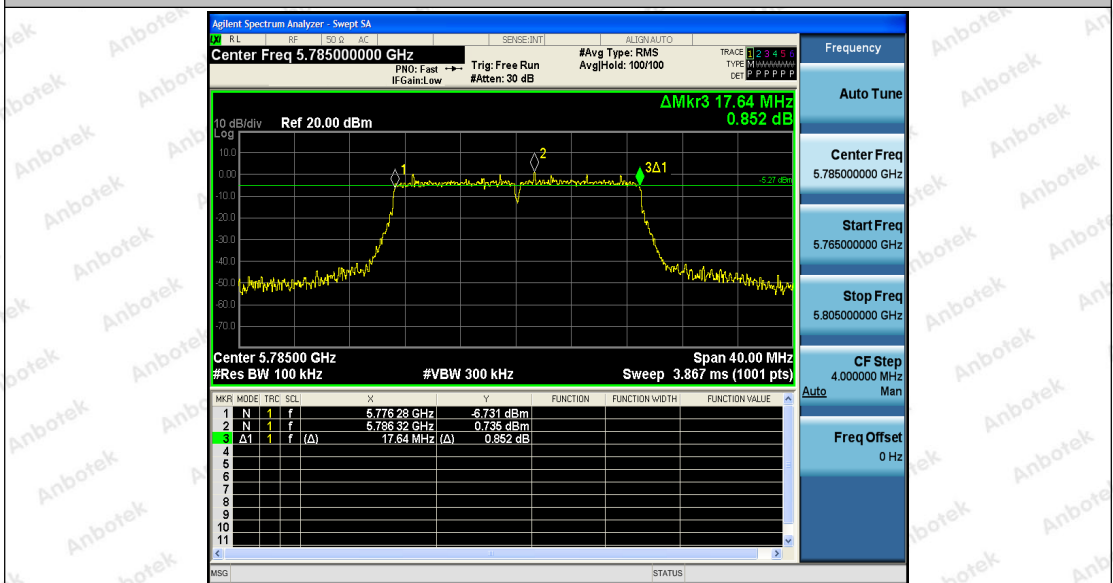 Agilent Spectrum Analyzer - Swept SA
RL RF 50 Ω AC SENSE:INT ALIGNAUTO
Center Freq 5.785000000 GHz
PNO: Fast
IFGain:Low
Trig: Free Run
#Atten: 30 dB
#Avg Type: RMS
Avg|Hold: 100/100
TRACE 1 2 3 4 5 6
TYPE M
DET P P P P P P
ΔMkr3 17.64 MHz
0.852 dB
10 dB/div Ref 20.00 dBm
Log
10.0
0.00
-10.0
-20.0
-30.0
-40.0
-50.0
-60.0
-70.0
1
2
3Δ1
-5.27 dBm
Center 5.78500 GHz Span 40.00 MHz
#Res BW 100 kHz #VBW 300 kHz Sweep 3.867 ms (1001 pts)
MKR MODE TRC SCL X Y FUNCTION FUNCTION WIDTH FUNCTION VALUE
1 N 1 f 5.776 28 GHz -6.731 dBm
2 N 1 f 5.786 32 GHz 0.735 dBm
3 Δ1 1 f (Δ) 17.64 MHz (Δ) 0.852 dB
4
5
6
7
8
9
10
11
MSG STATUS
Frequency
Auto Tune
Center Freq
5.785000000 GHz
Start Freq
5.765000000 GHz
Stop Freq
5.805000000 GHz
CF Step
4.000000 MHz
Auto Man
Freq Offset
0 Hz
Anbotek